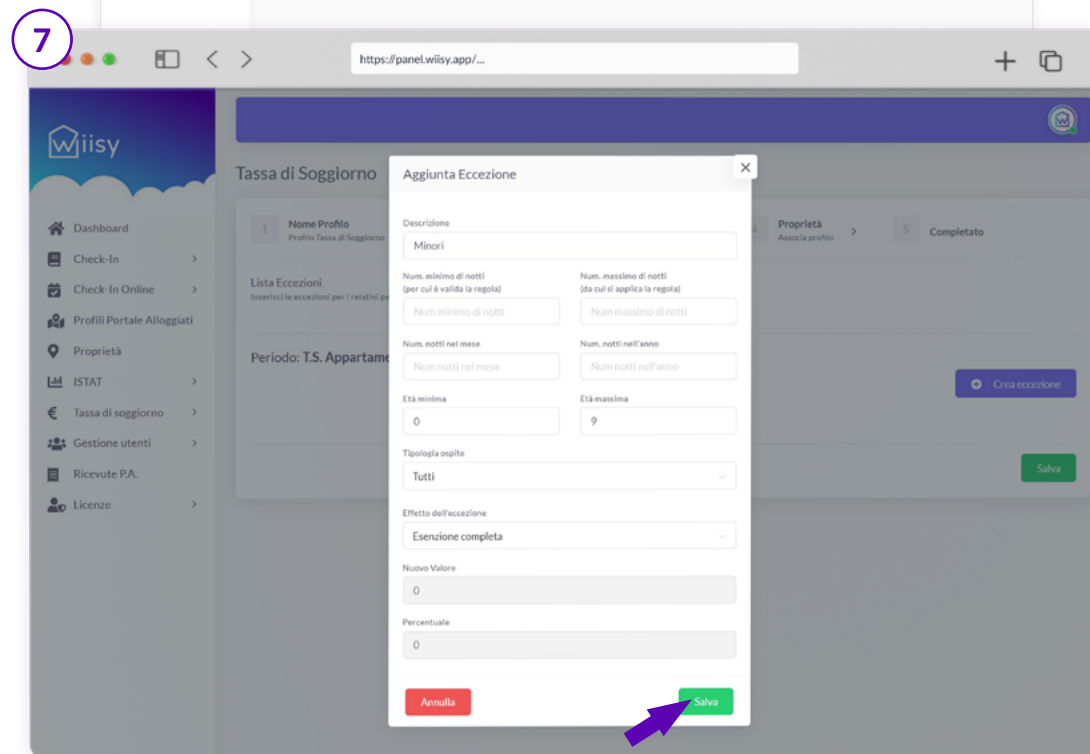 7
https://panel.wiisy.app/...
wiisy
Dashboard
Check-In
Check-In Online
Profili Portale Alloggiati
Proprietà
ISTAT
Tassa di soggiorno
Gestione utenti
Ricevute P.A.
Licenze
Tassa di Soggiorno
1 Nome Profilo
Profilo Tassa di Soggiorno
Proprietà
Associa profilo
5 Completato
Lista Eccezioni
Inserisci le eccezioni per i relativi
Periodo: T.S.
Crea eccezione
Salva
Aggiunta Eccezione
Descrizione
Minori
Num. minimo di notti
(per cui è valida la regola)
Num minimo di notti
Num. massimo di notti
(da cui si applica la regola)
Num massimo di notti
Num. notti nel mese
Num notti nel mese
Num. notti nell'anno
Num notti nell'anno
Età minima
0
Età massima
9
Tipologia ospite
Tutti
Effetto dell'eccezione
Esenzione completa
Nuovo Valore
0
Percentuale
0
Annulla
Salva